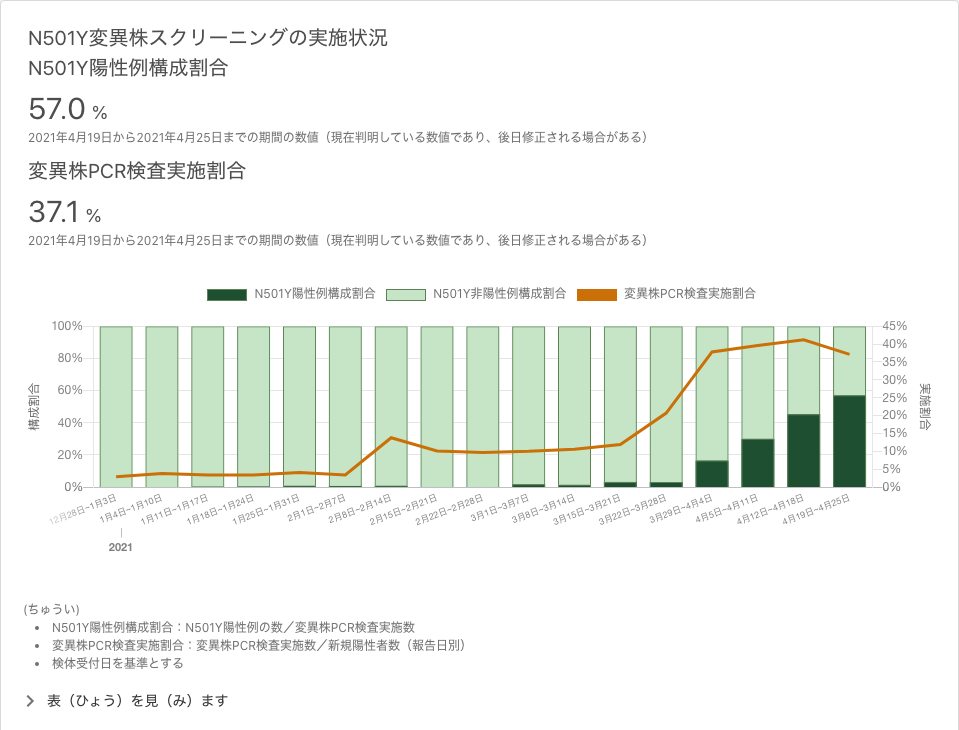 N501Y変異株スクリーニングの実施状況
N501Y陽性例構成割合
57.0 %
2021年4月19日から2021年4月25日までの期間の数値（現在判明している数値であり、後日修正される場合がある）
変異株PCR検査実施割合
37.1 %
2021年4月19日から2021年4月25日までの期間の数値（現在判明している数値であり、後日修正される場合がある）
N501Y陽性例構成割合 N501Y非陽性例構成割合 変異株PCR検査実施割合
構成割合
100%
80%
60%
40%
20%
0%
45%
40%
35%
30%
25%
20%
15%
10%
5%
0%
実施割合
12月28日~1月3日
1月4日~1月10日
1月11日~1月17日
1月18日~1月24日
1月25日~1月31日
2月1日~2月7日
2月8日~2月14日
2月15日~2月21日
2月22日~2月28日
3月1日~3月7日
3月8日~3月14日
3月15日~3月21日
3月22日~3月28日
3月29日~4月4日
4月5日~4月11日
4月12日~4月18日
4月19日~4月25日
2021
(ちゅうい)
• N501Y陽性例構成割合：N501Y陽性例の数／変異株PCR検査実施数
• 変異株PCR検査実施割合：変異株PCR検査実施数／新規陽性者数（報告日別）
• 検体受付日を基準とする
表（ひょう）を見（み）ます